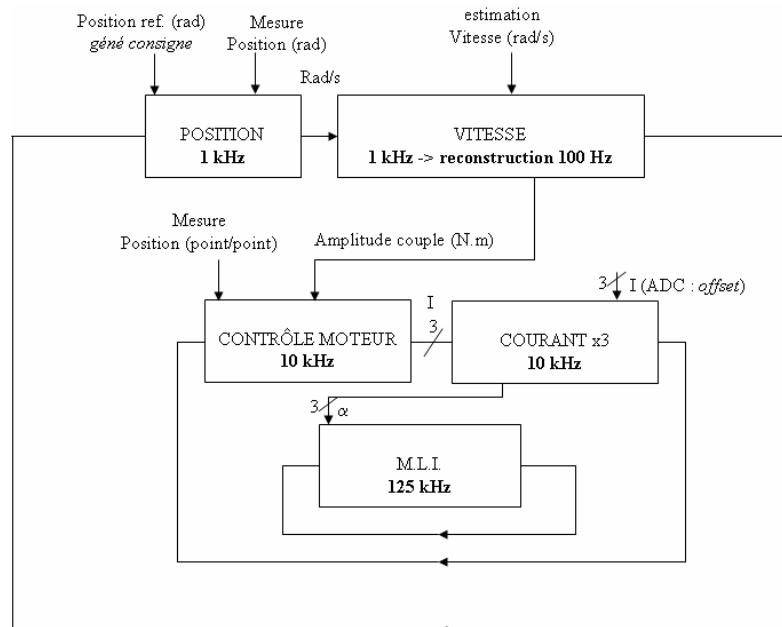 Position ref. (rad)
géné consigne
Mesure
Position (rad)
estimation
Vitesse (rad/s)
Rad/s
POSITION
1 kHz
VITESSE
1 kHz -> reconstruction 100 Hz
Mesure
Position (point/point)
Amplitude couple (N.m)
I
3
3
I (ADC : offset)
CONTRÔLE MOTEUR
10 kHz
COURANT x3
10 kHz
3
α
M.L.I.
125 kHz